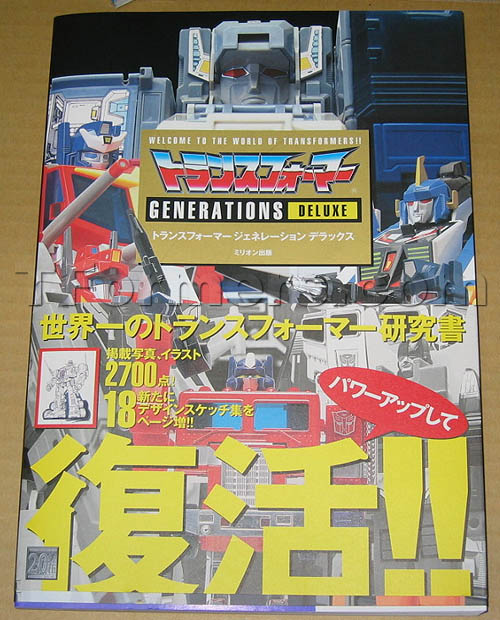 WELCOME TO THE WORLD OF TRANSFORMERS!!
トランスフォーマー
GENERATIONS DELUXE
トランスフォーマー ジェネレーション デラックス
ミリオン出版
世界一のトランスフォーマー研究書
掲載写真、イラスト
2700点!
新たに
デザインスケッチ集を
18ページ増!!
パワーアップして
復活!!